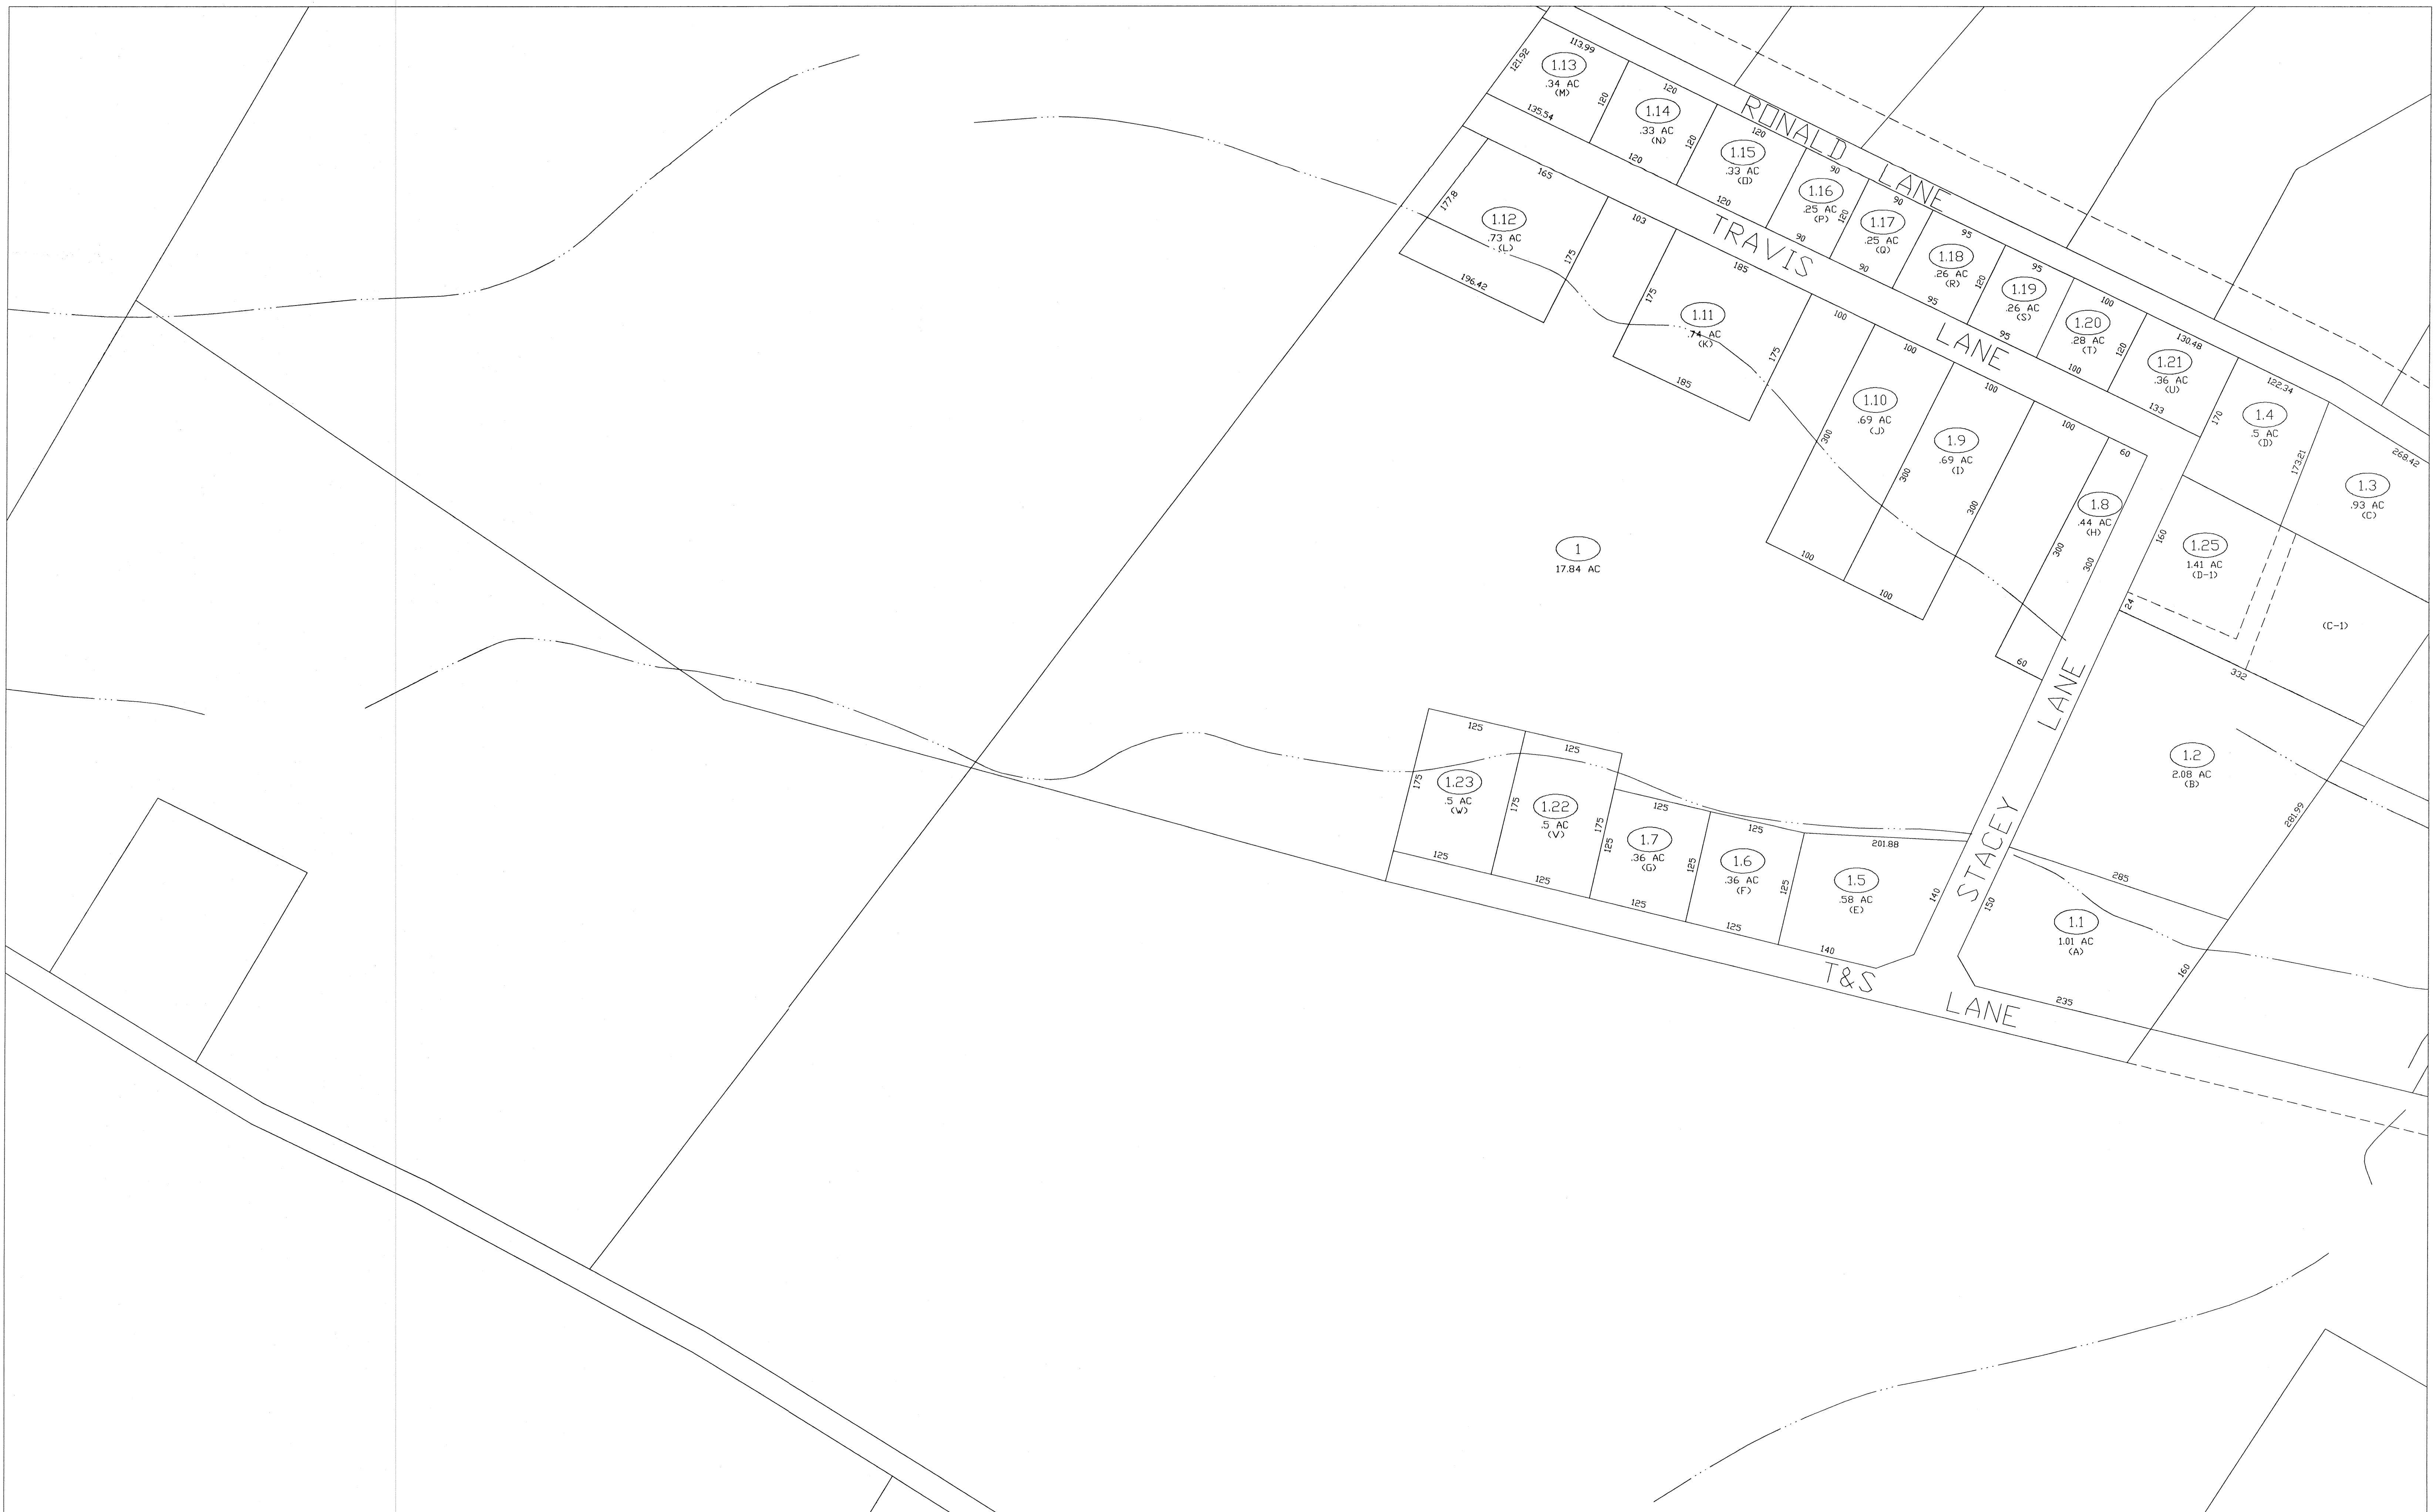 113.99
121.92
1.13
.34 AC
(M)
120
135.54
120
1.14
.33 AC
(N)
120
120
RONALD LANE
120
1.15
.33 AC
(O)
120
90
1.16
.25 AC
(P)
120
90
90
1.17
.25 AC
(Q)
90
95
1.18
.26 AC
(R)
120
95
95
1.19
.26 AC
(S)
95
100
1.20
.28 AC
(T)
120
100
130.48
1.21
.36 AC
(U)
133
170
122.34
1.4
.5 AC
(D)
173.21
268.42
1.3
.93 AC
(C)
TRAVIS LANE
165
177.8
1.12
.73 AC
(L)
175
196.42
103
185
175
1.11
.74 AC
(K)
175
185
100
100
1.10
.69 AC
(J)
300
100
100
1.9
.69 AC
(I)
300
300
100
100
60
1.8
.44 AC
(H)
300
300
60
160
1.25
1.41 AC
(D-1)
24
(C-1)
332
1
17.84 AC
STACEY LANE
1.2
2.08 AC
(B)
281.99
285
125
175
1.23
.5 AC
(W)
125
125
175
1.22
.5 AC
(V)
175
125
125
125
1.7
.36 AC
(G)
125
125
125
1.6
.36 AC
(F)
125
125
201.88
1.5
.58 AC
(E)
140
140
150
1.1
1.01 AC
(A)
160
235
T&S LANE